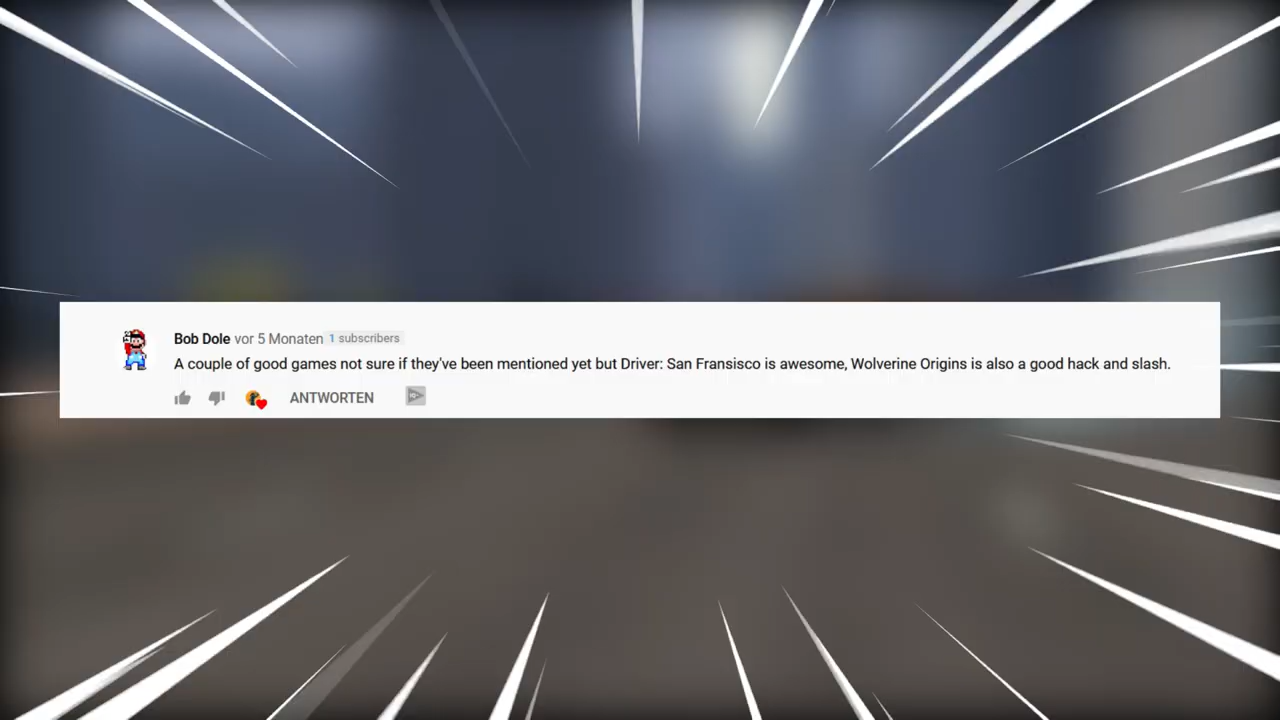 Bob Dole vor 5 Monaten 1 subscribers
A couple of good games not sure if they've been mentioned yet but Driver: San Fransisco is awesome, Wolverine Origins is also a good hack and slash.
ANTWORTEN